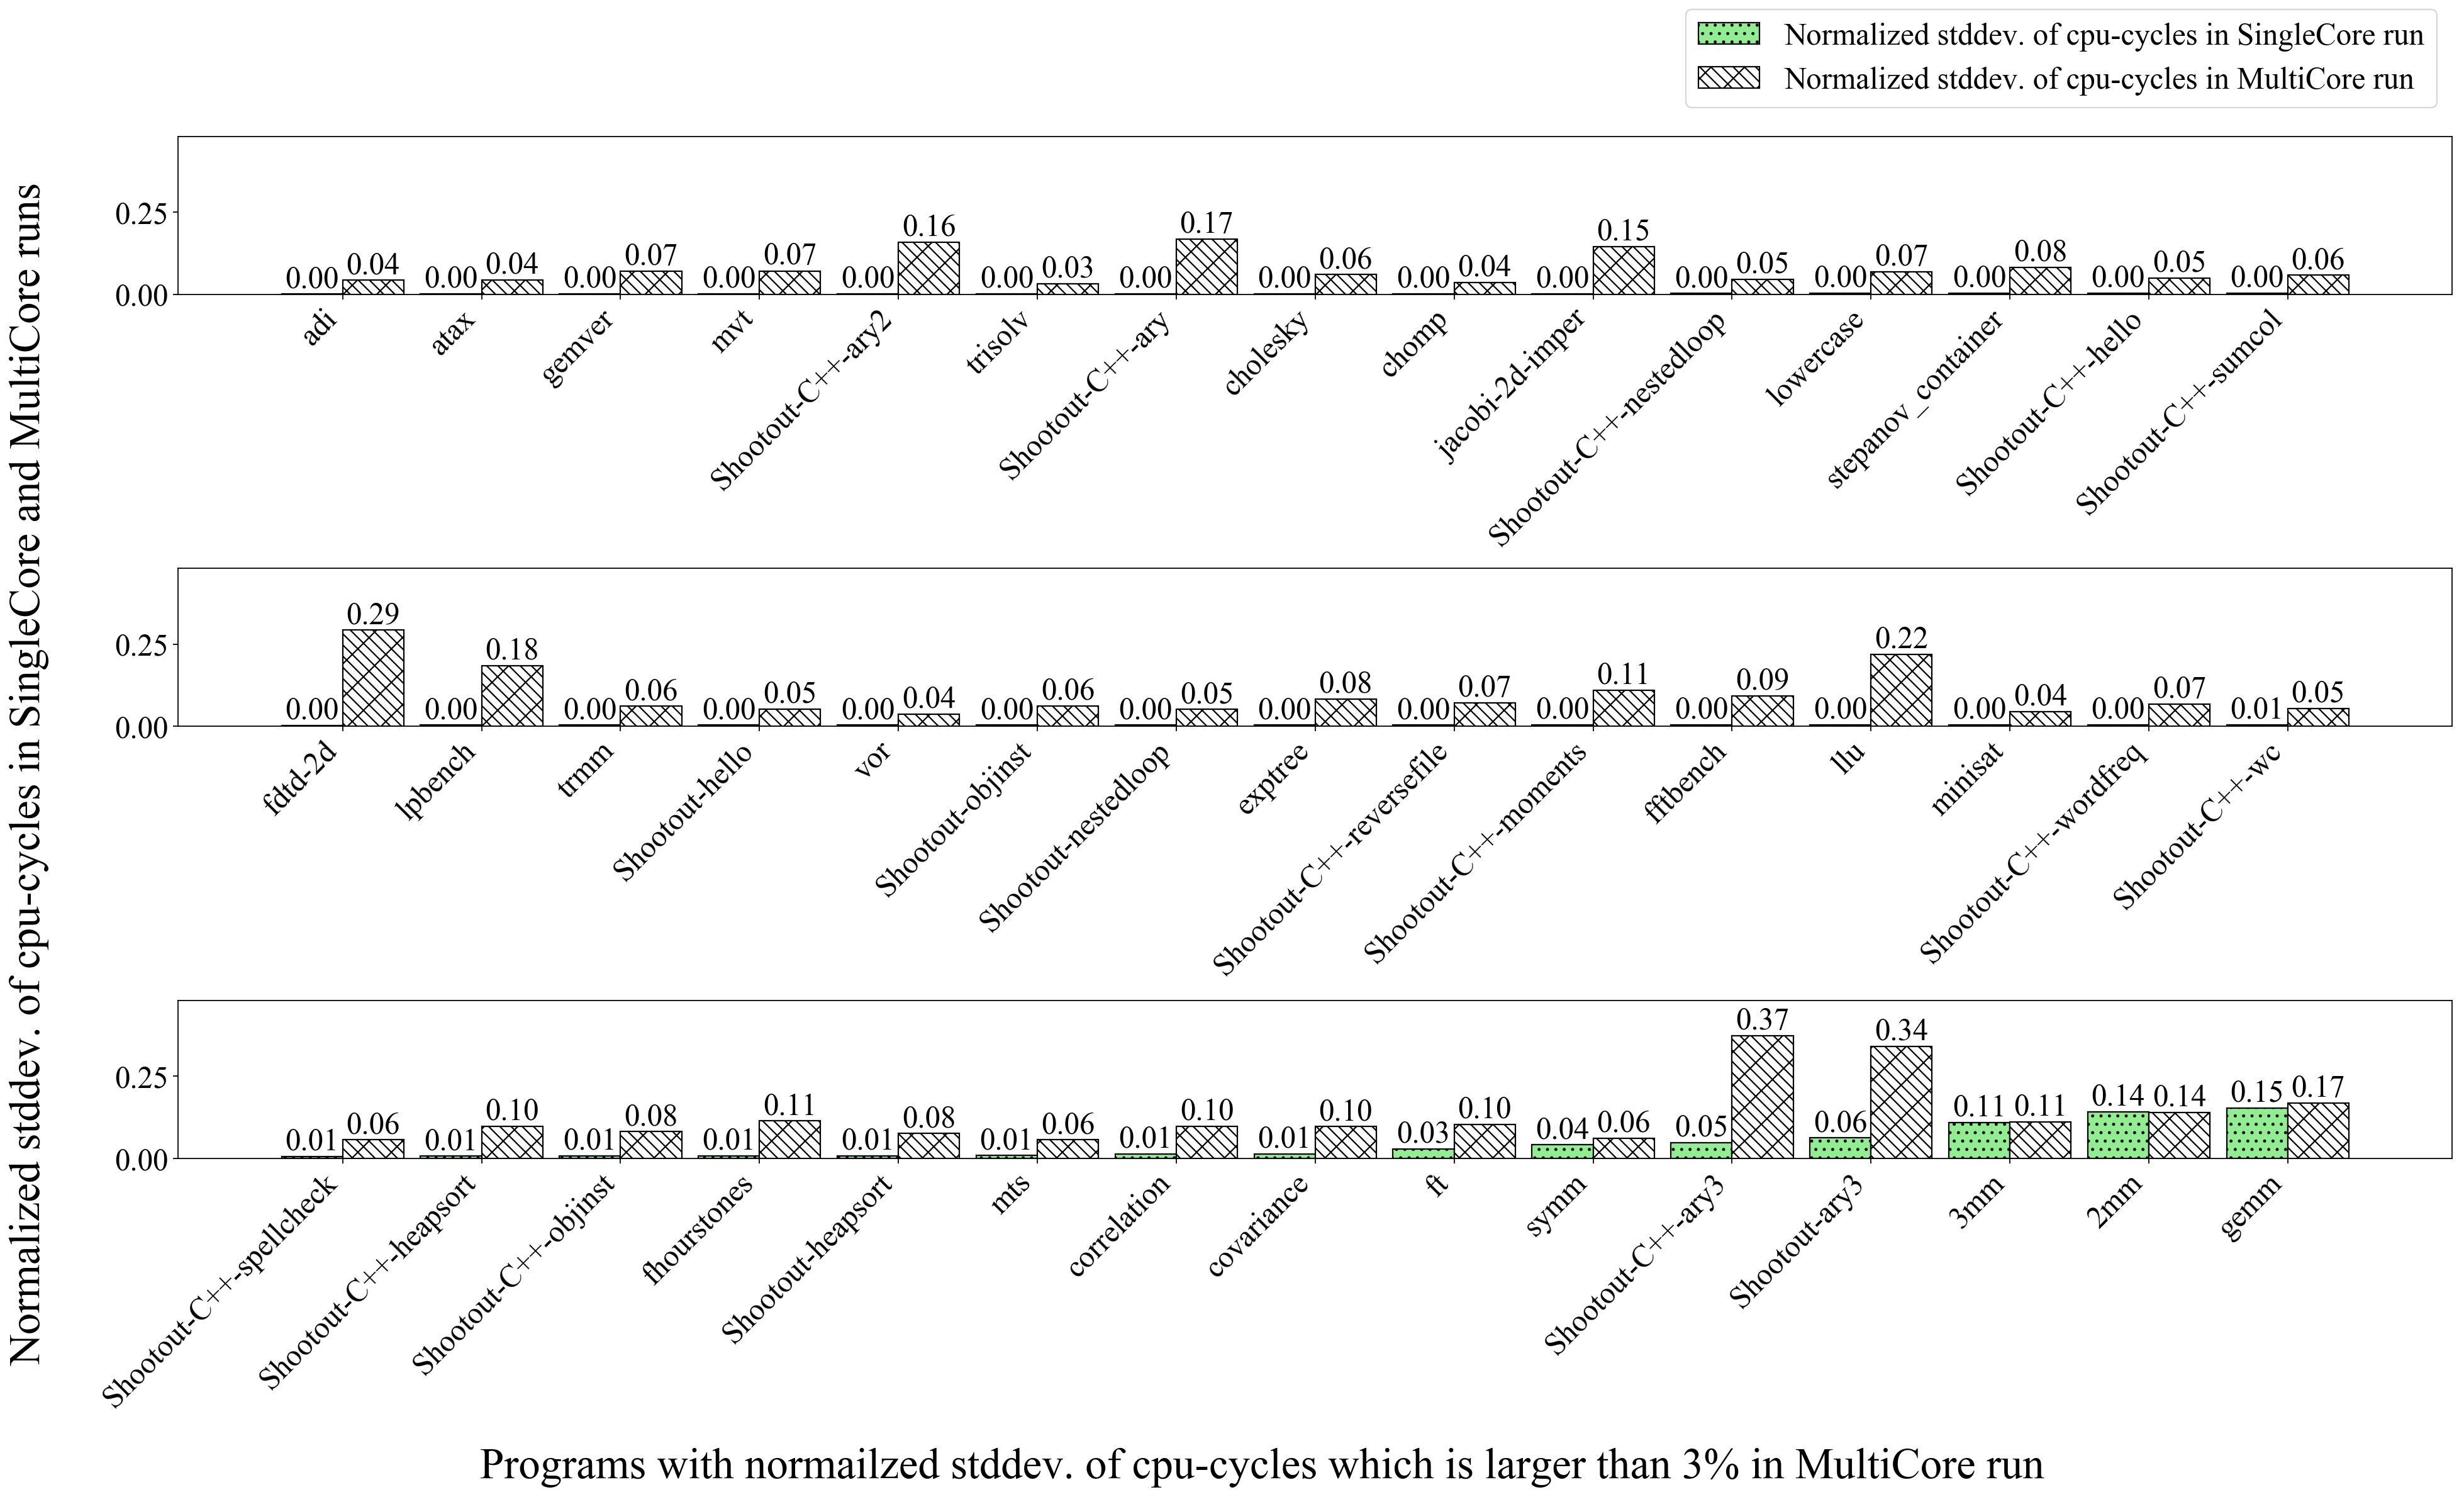 Normalized stddev. of cpu-cycles in SingleCore run
Normalized stddev. of cpu-cycles in MultiCore run
Normalized stddev. of cpu-cycles in SingleCore and MultiCore runs
0.25
0.00
0.00 0.04 0.00 0.04 0.00 0.07 0.00 0.07 0.00 0.16 0.00 0.03 0.00 0.17 0.00 0.06 0.00 0.04 0.00 0.15 0.00 0.05 0.00 0.07 0.00 0.08 0.00 0.05 0.00 0.06
adi
atax
gemver
mvt
Shootout-C++-ary2
trisolv
Shootout-C++-ary
cholesky
chomp
jacobi-2d-imper
Shootout-C++-nestedloop
lowercase
stepanov_container
Shootout-C++-hello
Shootout-C++-sumcol
0.25
0.00
0.00 0.29 0.00 0.18 0.00 0.06 0.00 0.05 0.00 0.04 0.00 0.06 0.00 0.05 0.00 0.08 0.00 0.07 0.00 0.11 0.00 0.09 0.00 0.22 0.00 0.04 0.00 0.07 0.01 0.05
fdtd-2d
lpbench
trmm
Shootout-hello
vor
Shootout-objinst
Shootout-nestedloop
exptree
Shootout-C++-reversefile
Shootout-C++-moments
fftbench
llu
minisat
Shootout-C++-wordfreq
Shootout-C++-wc
0.25
0.00
0.01 0.06 0.01 0.10 0.01 0.08 0.01 0.11 0.01 0.08 0.01 0.06 0.01 0.10 0.01 0.10 0.03 0.10 0.04 0.06 0.05 0.37 0.06 0.34 0.11 0.11 0.14 0.14 0.15 0.17
Shootout-C++-spellcheck
Shootout-C++-heapsort
Shootout-C++-objinst
fhourstones
Shootout-heapsort
mts
correlation
covariance
ft
symm
Shootout-C++-ary3
Shootout-ary3
3mm
2mm
gemm
Programs with normailzed stddev. of cpu-cycles which is larger than 3% in MultiCore run